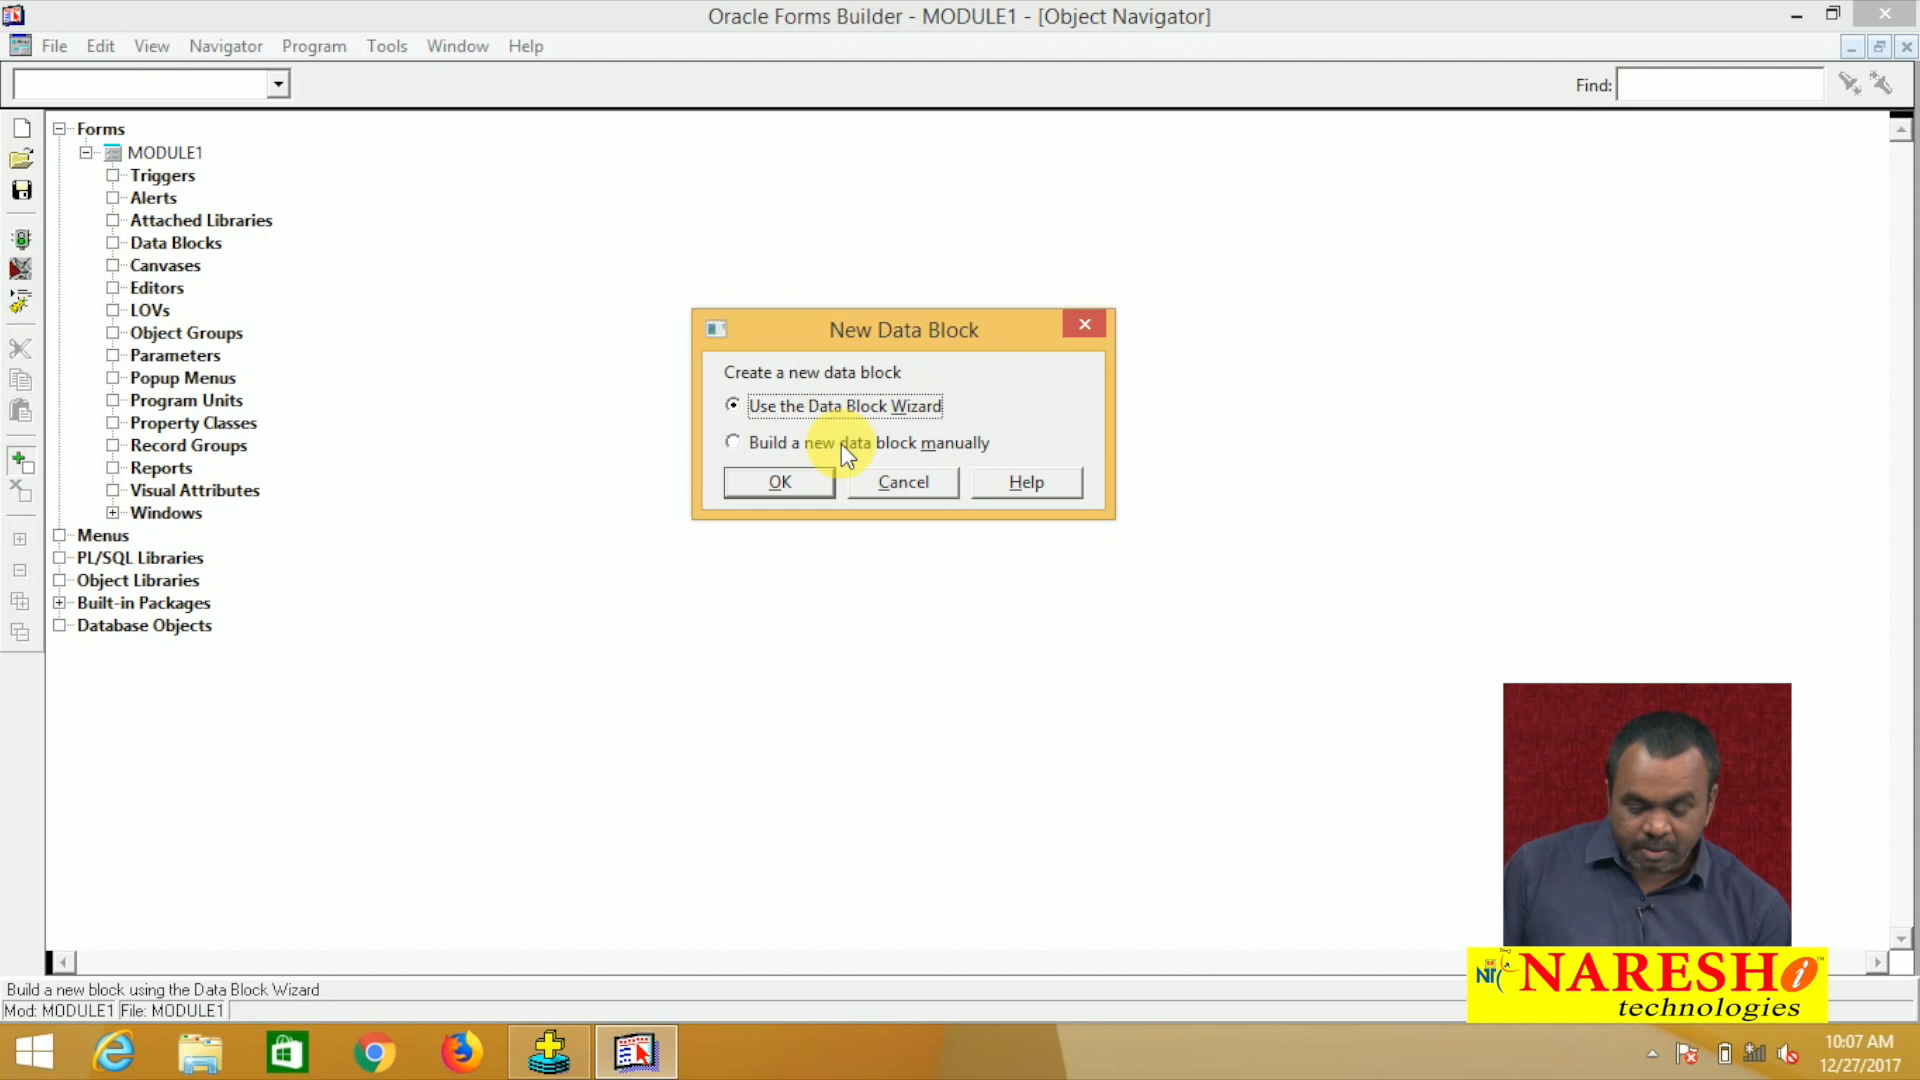 Oracle Forms Builder - MODULE1 - [Object Navigator]
File Edit View Navigator Program Tools Window Help
Find:
Forms
MODULE1
Triggers
Alerts
Attached Libraries
Data Blocks
Canvases
Editors
LOVs
Object Groups
Parameters
Popup Menus
Program Units
Property Classes
Record Groups
Reports
Visual Attributes
Windows
Menus
PL/SQL Libraries
Object Libraries
Built-in Packages
Database Objects
New Data Block
Create a new data block
Use the Data Block Wizard
Build a new data block manually
OK Cancel Help
Build a new block using the Data Block Wizard
Mod: MODULE1 File: MODULE1
NARESH i
technologies
10:07 AM
12/27/2017